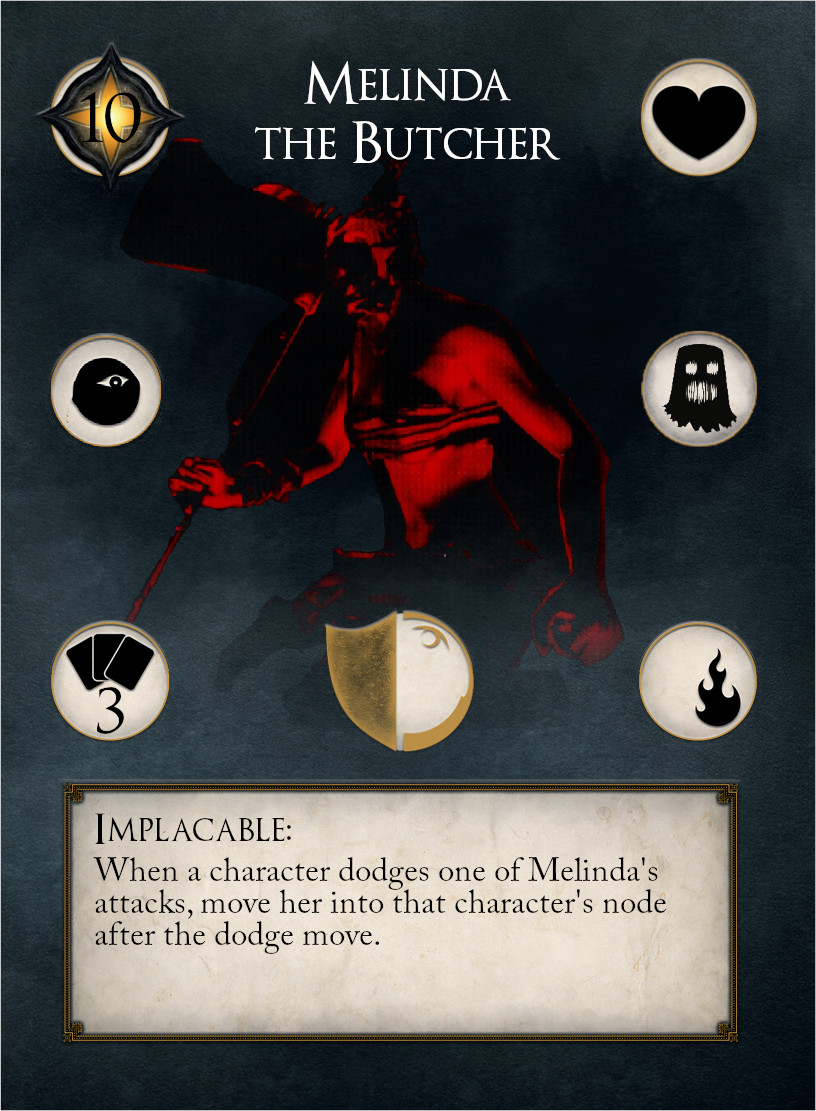 10
Melinda
the Butcher
3
Implacable:
When a character dodges one of Melinda's
attacks, move her into that character's node
after the dodge move.